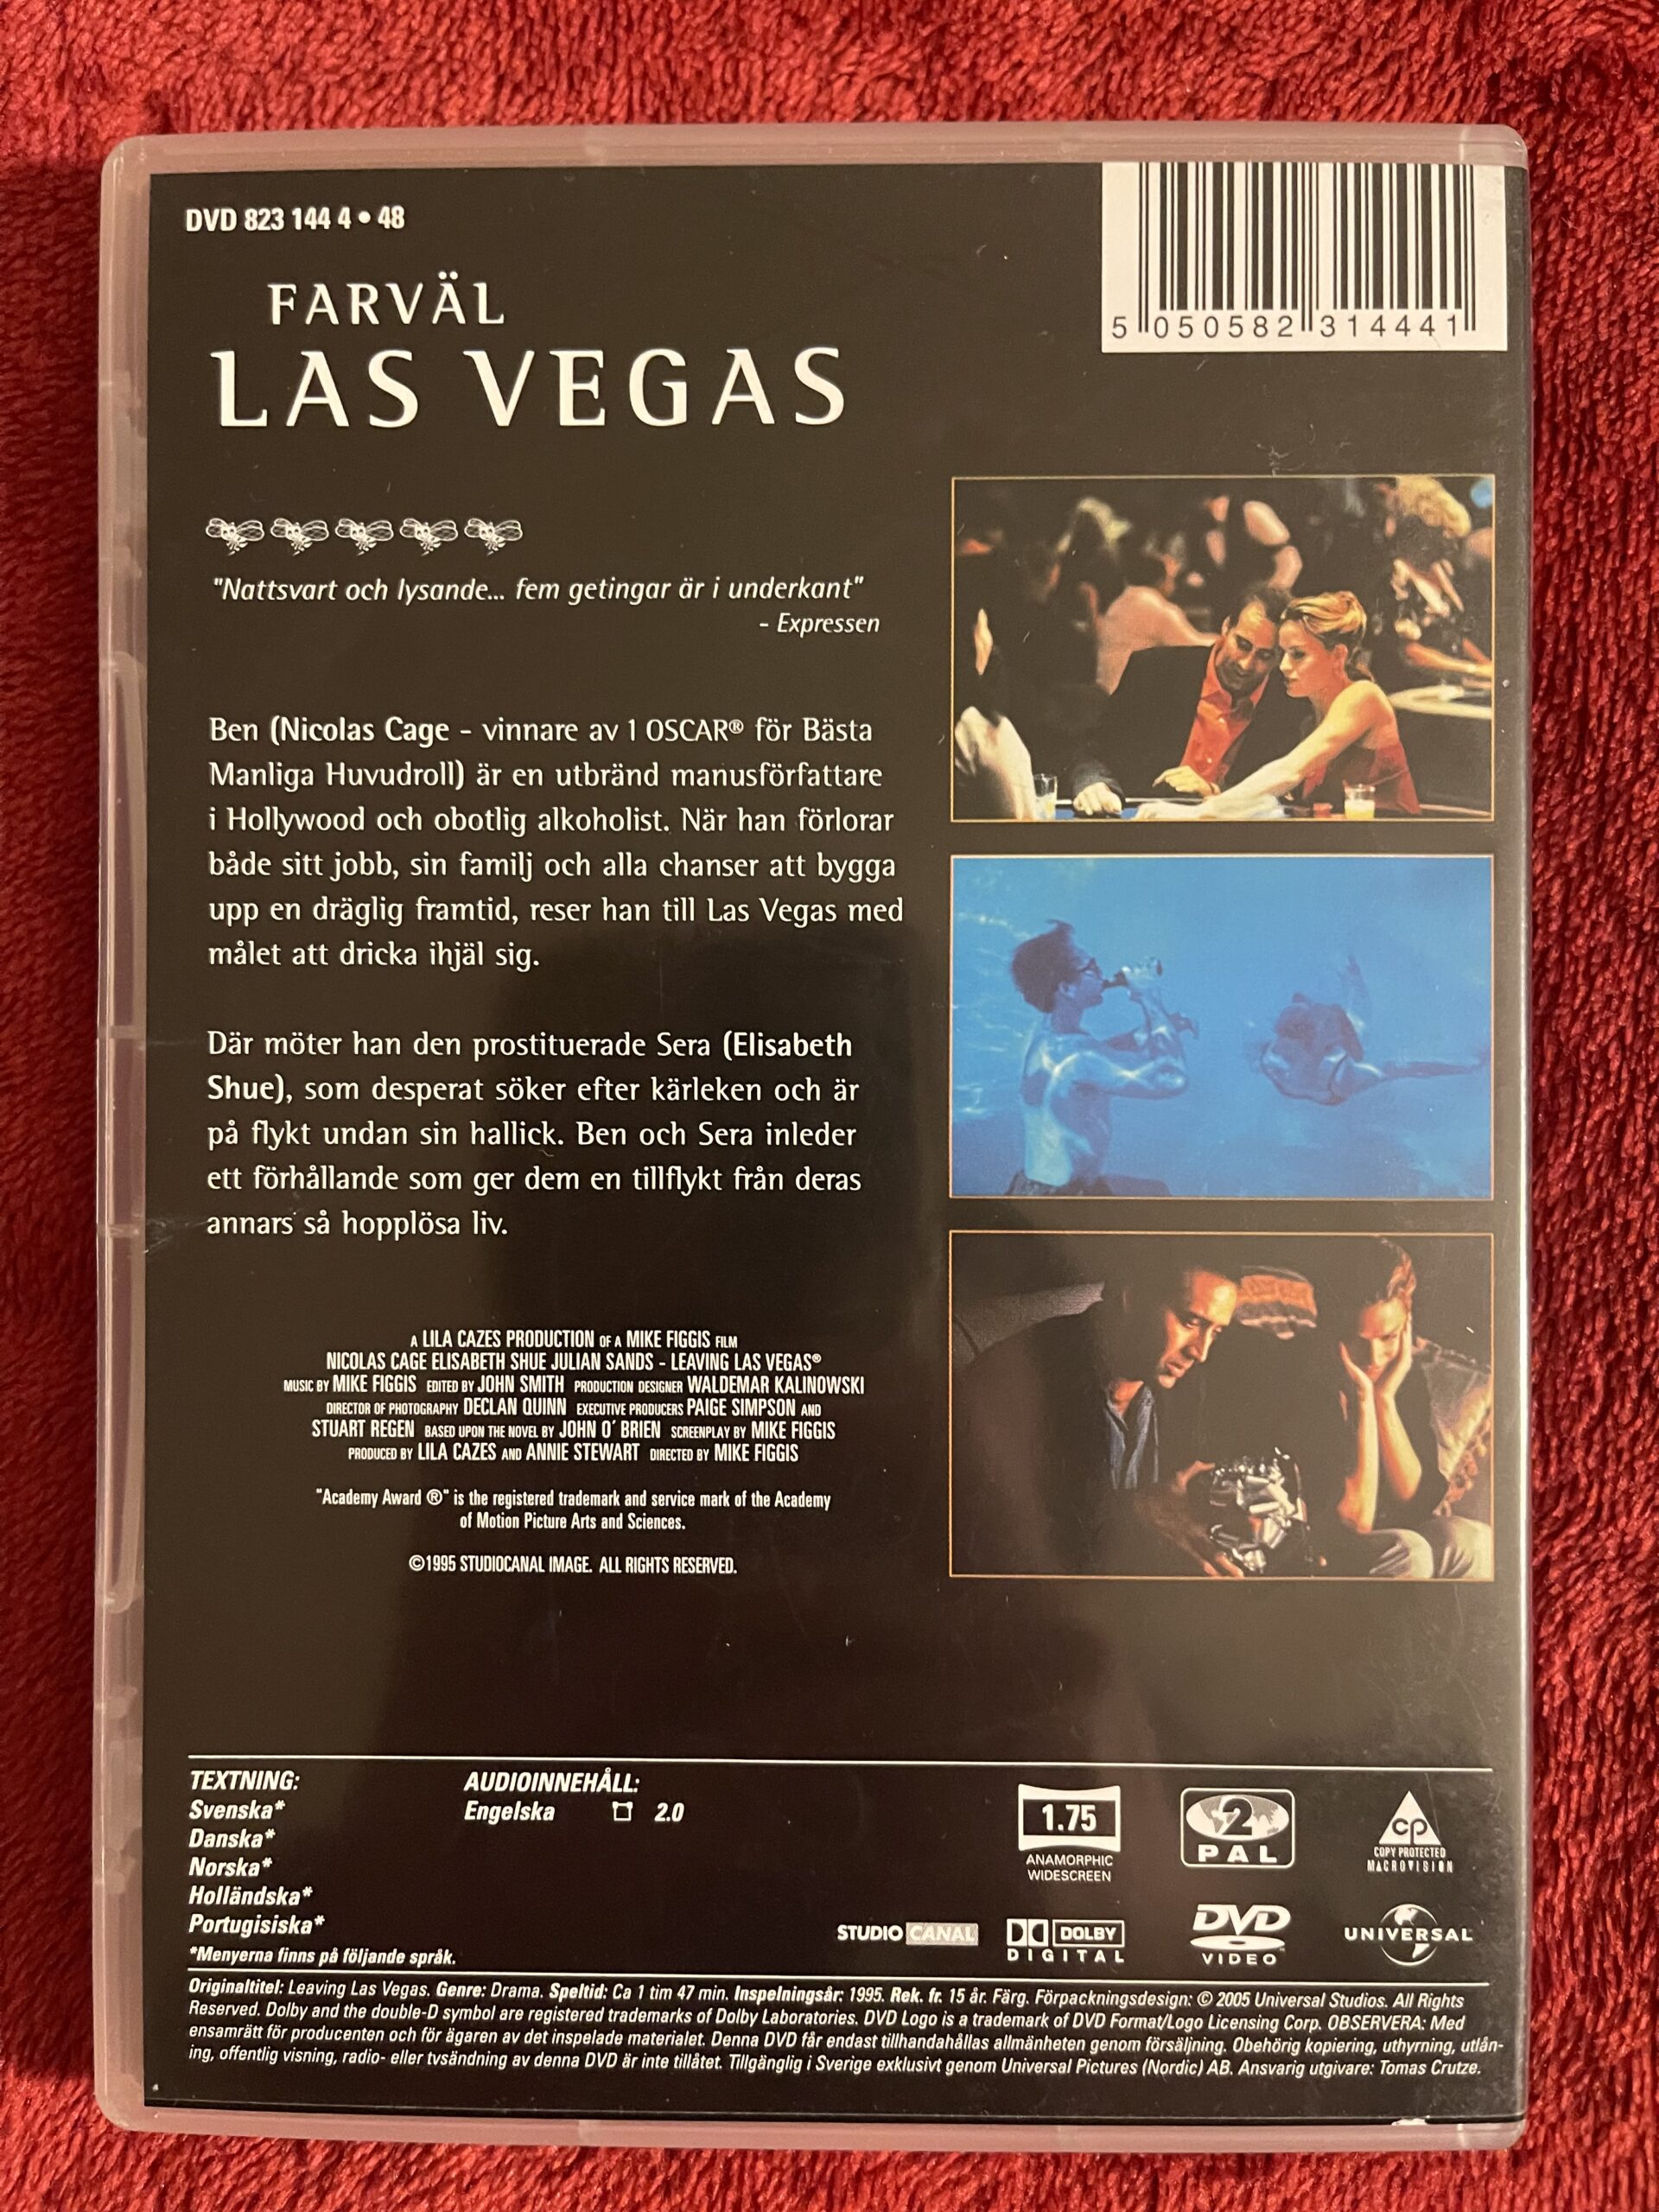 DVD 823 144 4 • 48
5 050582 314441
FARVÄL
LAS VEGAS
"Nattsvart och lysande... fem getingar är i underkant"
- Expressen
Ben (Nicolas Cage - vinnare av 1 OSCAR® för Bästa
Manliga Huvudroll) är en utbränd manusförfattare
i Hollywood och obotlig alkoholist. När han förlorar
både sitt jobb, sin familj och alla chanser att bygga
upp en dräglig framtid, reser han till Las Vegas med
målet att dricka ihjäl sig.
Där möter han den prostituerade Sera (Elisabeth
Shue), som desperat söker efter kärleken och är
på flykt undan sin hallick. Ben och Sera inleder
ett förhållande som ger dem en tillflykt från deras
annars så hopplösa liv.
A LILA CAZES PRODUCTION OF A MIKE FIGGIS FILM
NICOLAS CAGE ELISABETH SHUE JULIAN SANDS - LEAVING LAS VEGAS®
MUSIC BY MIKE FIGGIS EDITED BY JOHN SMITH PRODUCTION DESIGNER WALDEMAR KALINOWSKI
DIRECTOR OF PHOTOGRAPHY DECLAN QUINN EXECUTIVE PRODUCERS PAIGE SIMPSON AND
STUART REGEN BASED UPON THE NOVEL BY JOHN O´ BRIEN SCREENPLAY BY MIKE FIGGIS
PRODUCED BY LILA CAZES AND ANNIE STEWART DIRECTED BY MIKE FIGGIS
"Academy Award ®" is the registered trademark and service mark of the Academy
of Motion Picture Arts and Sciences.
©1995 STUDIOCANAL IMAGE. ALL RIGHTS RESERVED.
TEXTNING:
Svenska*
Danska*
Norska*
Holländska*
Portugisiska*
*Menyerna finns på följande språk.
AUDIOINNEHÅLL:
Engelska 2.0
1.75
ANAMORPHIC
WIDESCREEN
2
PAL
CP
COPY PROTECTED
MACROVISION
STUDIO CANAL
DOLBY
DIGITAL
DVD
VIDEO
UNIVERSAL
Originaltitel: Leaving Las Vegas. Genre: Drama. Speltid: Ca 1 tim 47 min. Inspelningsår: 1995. Rek. fr. 15 år. Färg. Förpackningsdesign: © 2005 Universal Studios. All Rights
Reserved. Dolby and the double-D symbol are registered trademarks of Dolby Laboratories. DVD Logo is a trademark of DVD Format/Logo Licensing Corp. OBSERVERA: Med
ensamrätt för producenten och för ägaren av det inspelade materialet. Denna DVD får endast tillhandahållas allmänheten genom försäljning. Obehörig kopiering, uthyrning, utlån-
ing, offentlig visning, radio- eller tvsändning av denna DVD är inte tillåtet. Tillgänglig i Sverige exklusivt genom Universal Pictures (Nordic) AB. Ansvarig utgivare: Tomas Crutze.